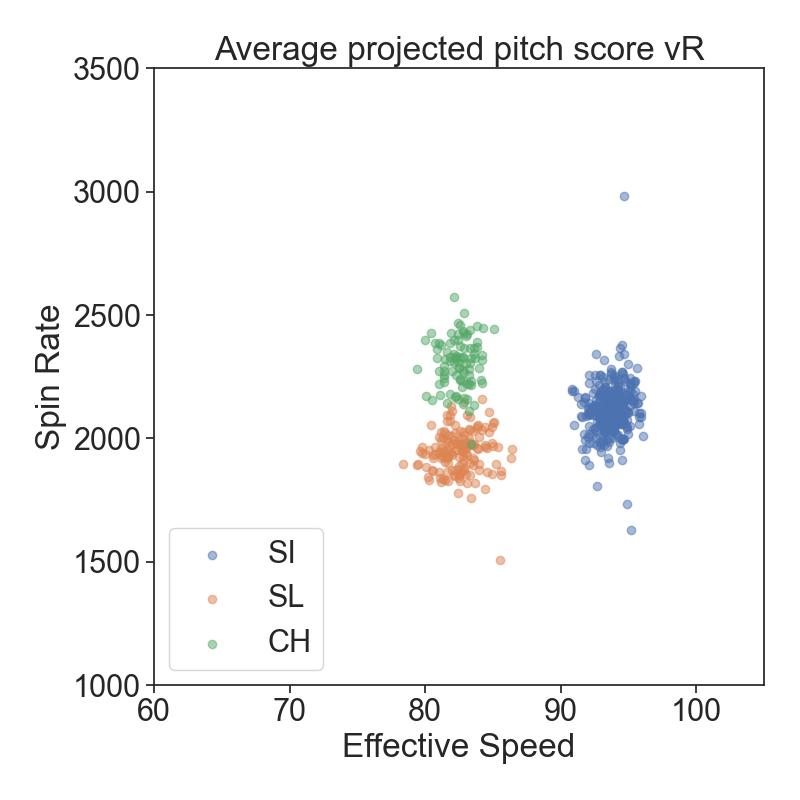 Average projected pitch score vR
3500
3000
2500
2000
1500
1000
Spin Rate
SI
SL
CH
60 70 80 90 100
Effective Speed